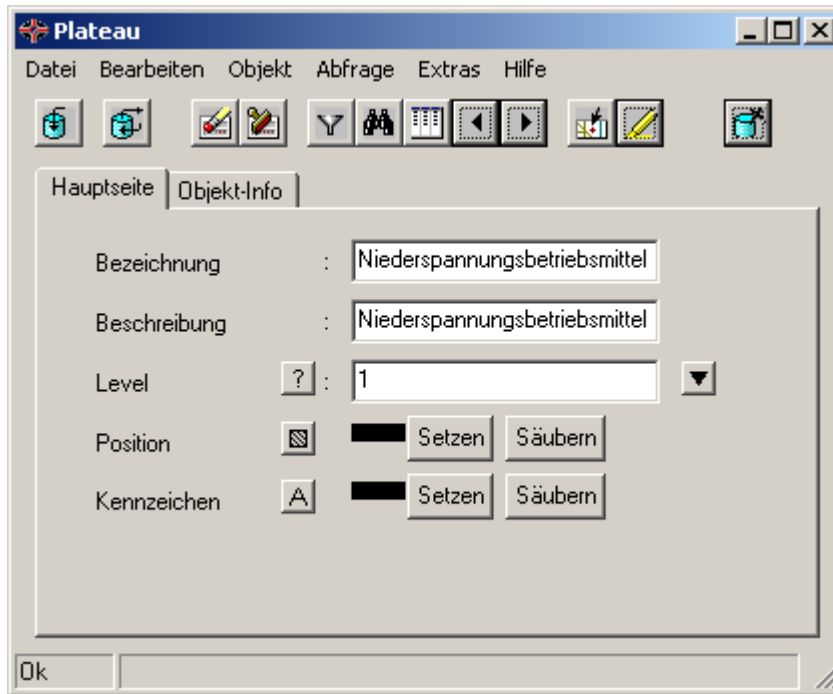 Plateau
Datei Bearbeiten Objekt Abfrage Extras Hilfe
Hauptseite Objekt-Info
Bezeichnung : Niederspannungsbetriebsmittel
Beschreibung : Niederspannungsbetriebsmittel
Level ? : 1
Position Setzen Säubern
Kennzeichen A Setzen Säubern
Ok